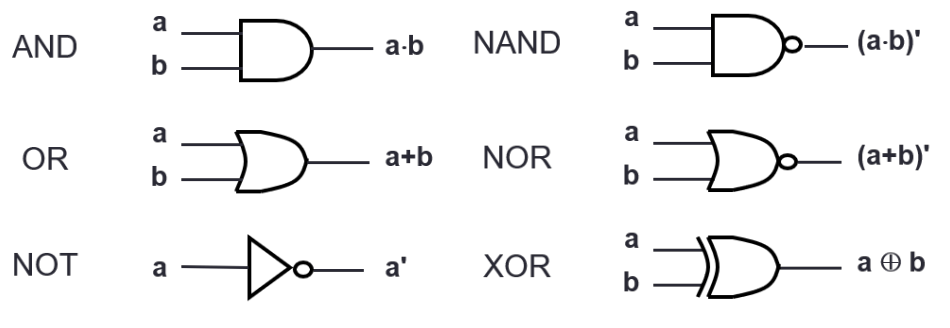 AND a b a·b
NAND a b (a·b)'
OR a b a+b
NOR a b (a+b)'
NOT a a'
XOR a b a ⊕ b